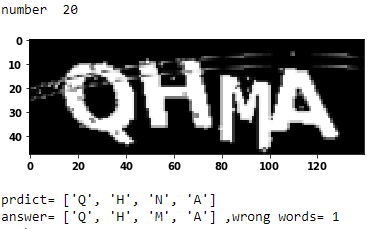 number 20
0
10
20
30
40
QHMA
0 20 40 60 80 100 120
prdict= ['Q', 'H', 'N', 'A']
answer= ['Q', 'H', 'M', 'A'] ,wrong words= 1